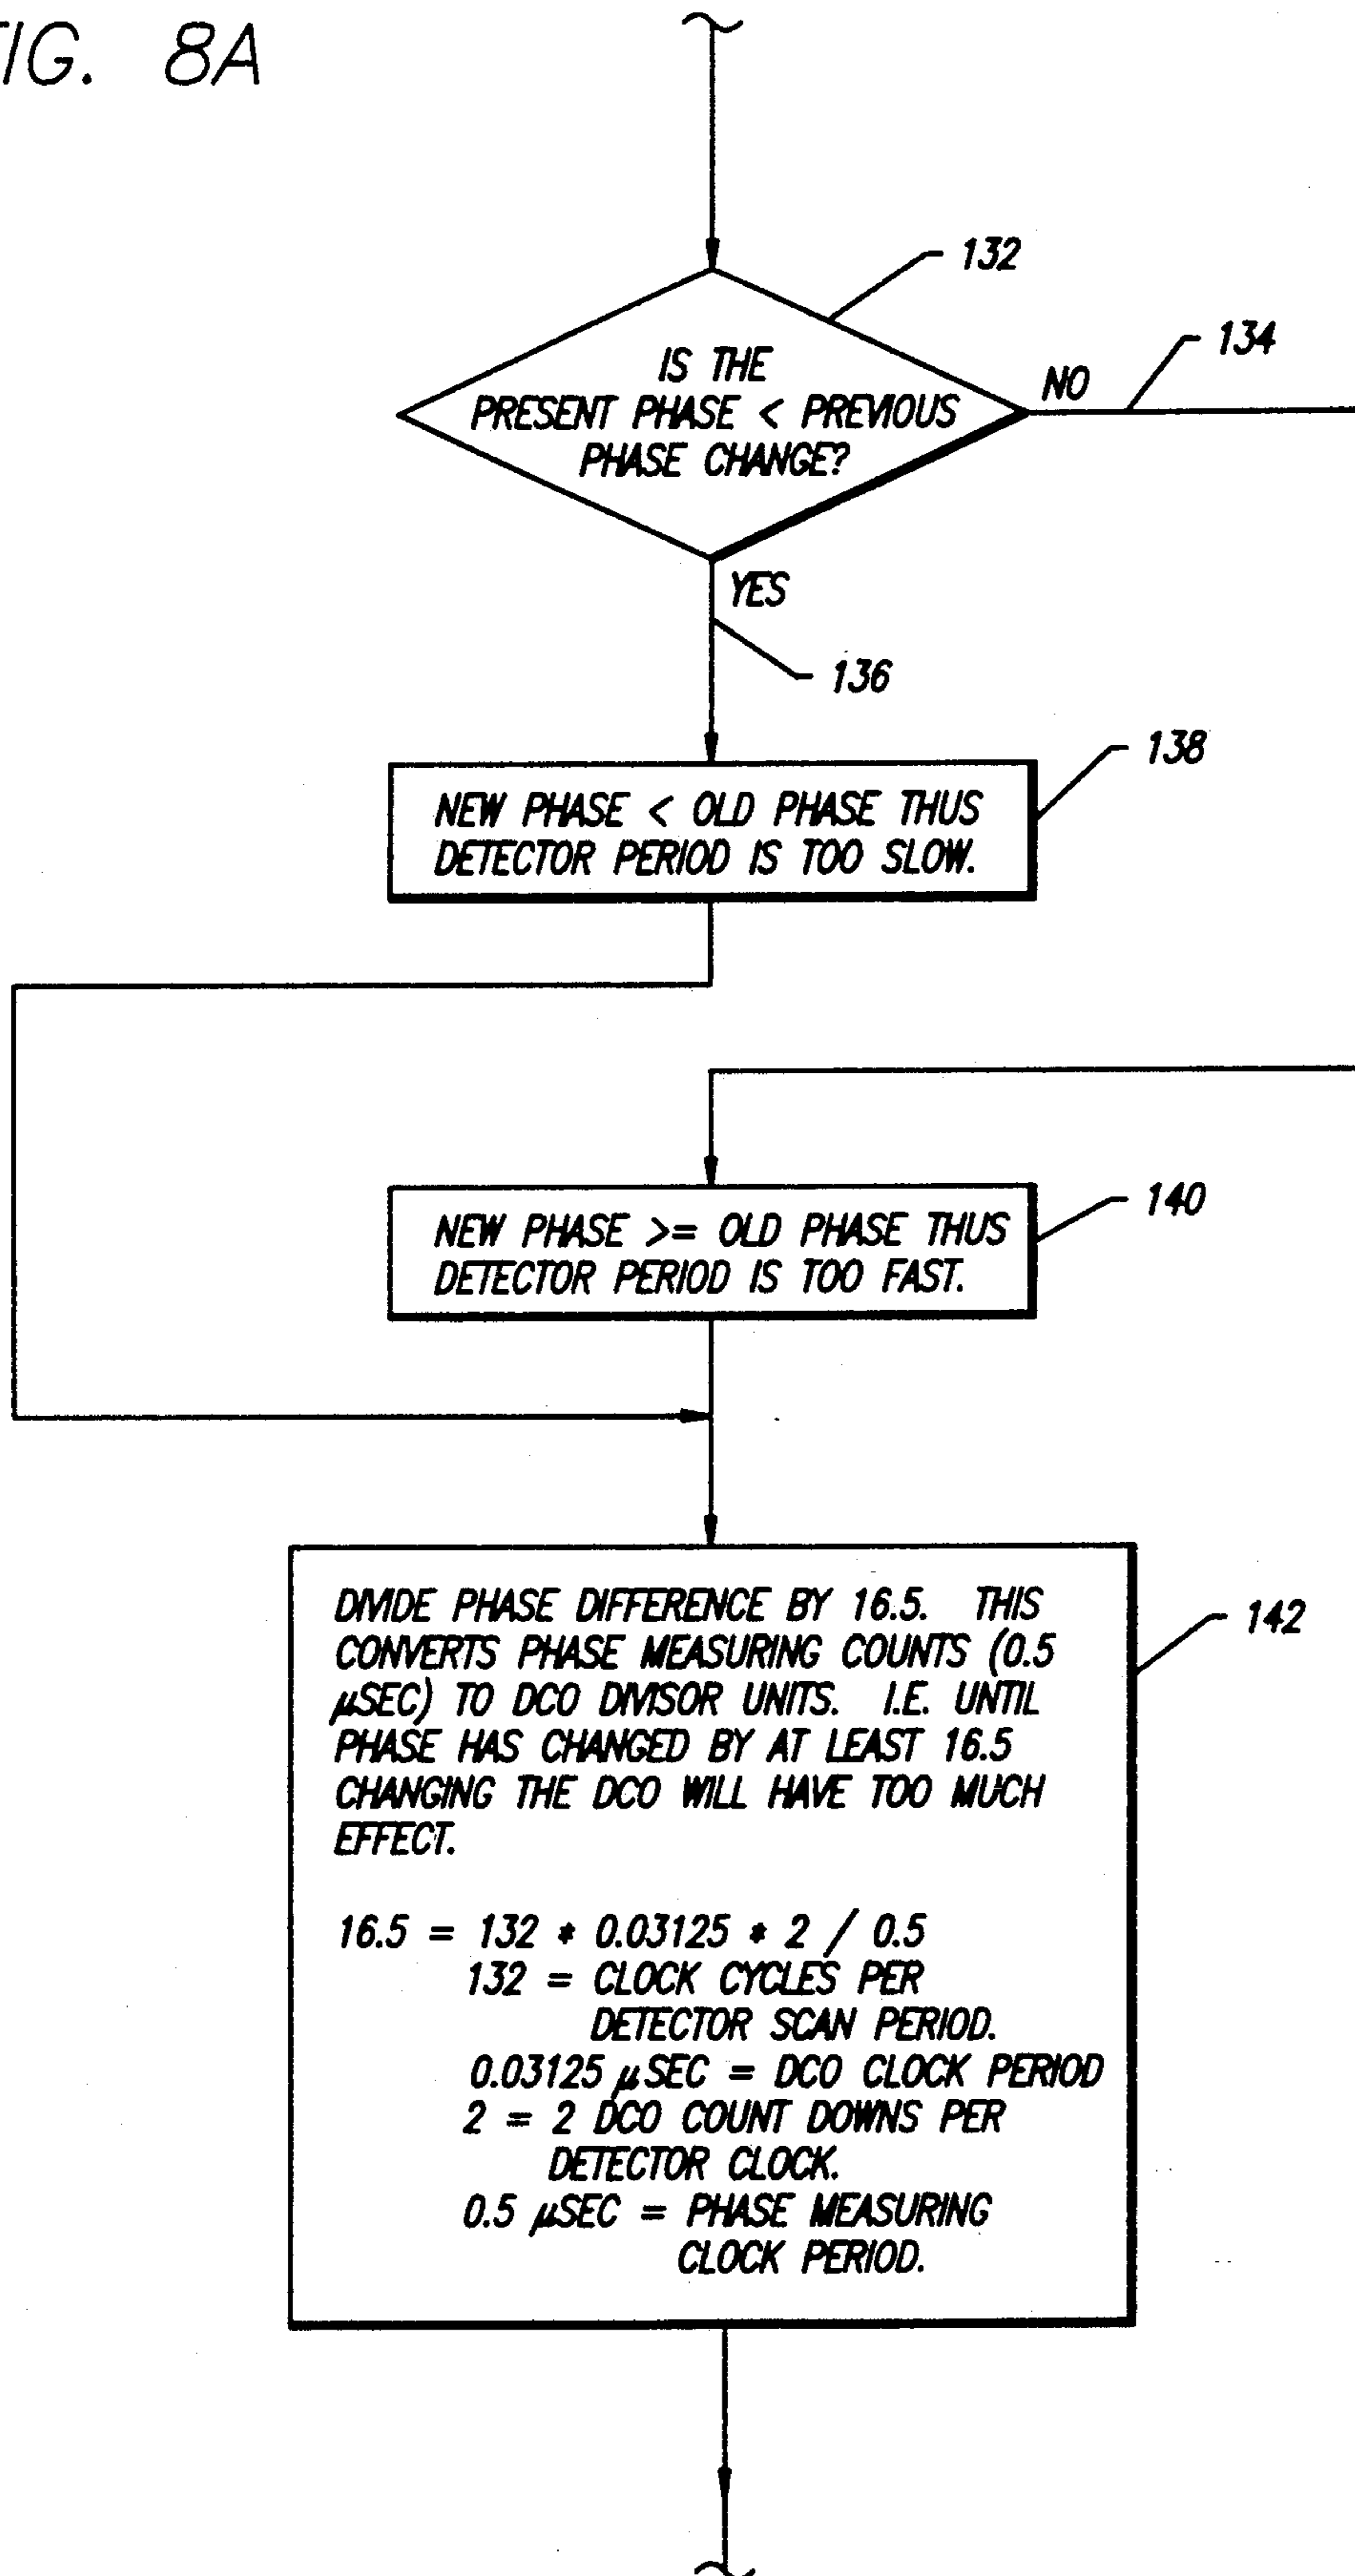 FIG. 8A
132
IS THE
PRESENT PHASE < PREVIOUS
PHASE CHANGE?
NO
134
YES
136
138
NEW PHASE < OLD PHASE THUS
DETECTOR PERIOD IS TOO SLOW.
140
NEW PHASE >= OLD PHASE THUS
DETECTOR PERIOD IS TOO FAST.
142
DIVIDE PHASE DIFFERENCE BY 16.5. THIS
CONVERTS PHASE MEASURING COUNTS (0.5
μSEC) TO DCO DIVISOR UNITS. I.E. UNTIL
PHASE HAS CHANGED BY AT LEAST 16.5
CHANGING THE DCO WILL HAVE TOO MUCH
EFFECT.
16.5 = 132 * 0.03125 * 2 / 0.5
132 = CLOCK CYCLES PER
DETECTOR SCAN PERIOD.
0.03125 μSEC = DCO CLOCK PERIOD
2 = 2 DCO COUNT DOWNS PER
DETECTOR CLOCK.
0.5 μSEC = PHASE MEASURING
CLOCK PERIOD.